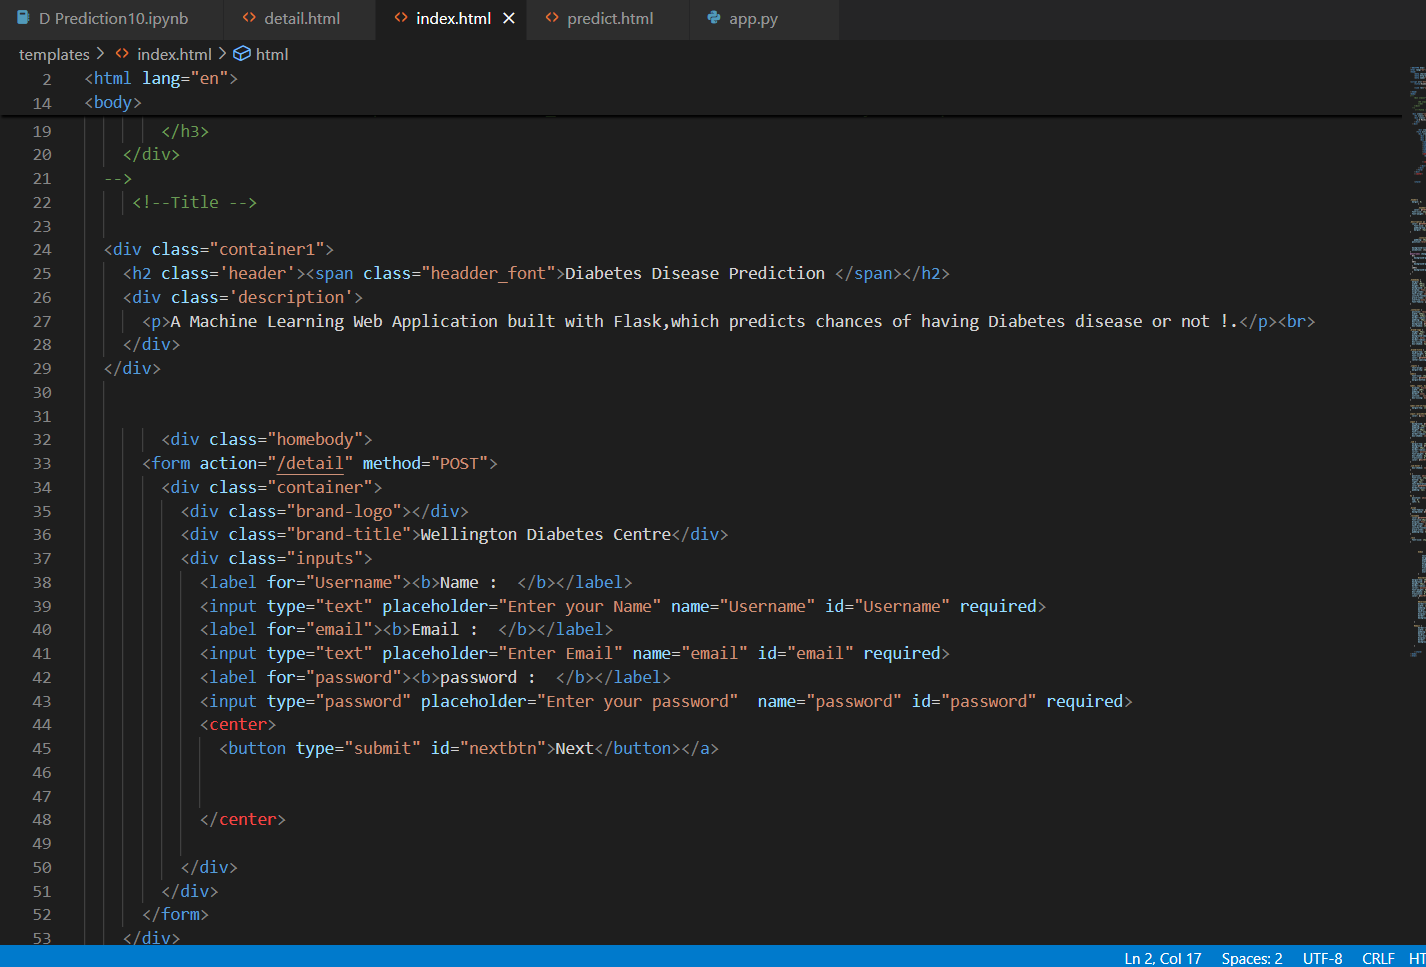 D Prediction10.ipynb detail.html index.html predict.html app.py
templates > index.html > html
2 <html lang="en">
14 <body>
19 </h3>
20 </div>
21 -->
22 <!--Title -->
23
24 <div class="container1">
25 <h2 class='header'><span class="headder_font">Diabetes Disease Prediction </span></h2>
26 <div class='description'>
27 <p>A Machine Learning Web Application built with Flask,which predicts chances of having Diabetes disease or not !.</p><br>
28 </div>
29 </div>
30
31
32 <div class="homebody">
33 <form action="/detail" method="POST">
34 <div class="container">
35 <div class="brand-logo"></div>
36 <div class="brand-title">Wellington Diabetes Centre</div>
37 <div class="inputs">
38 <label for="Username"><b>Name :  </b></label>
39 <input type="text" placeholder="Enter your Name" name="Username" id="Username" required>
40 <label for="email"><b>Email :  </b></label>
41 <input type="text" placeholder="Enter Email" name="email" id="email" required>
42 <label for="password"><b>password :  </b></label>
43 <input type="password" placeholder="Enter your password"  name="password" id="password" required>
44 <center>
45 <button type="submit" id="nextbtn">Next</button></a>
46
47
48 </center>
49
50 </div>
51 </div>
52 </form>
53 </div>
Ln 2, Col 17 Spaces: 2 UTF-8 CRLF HT